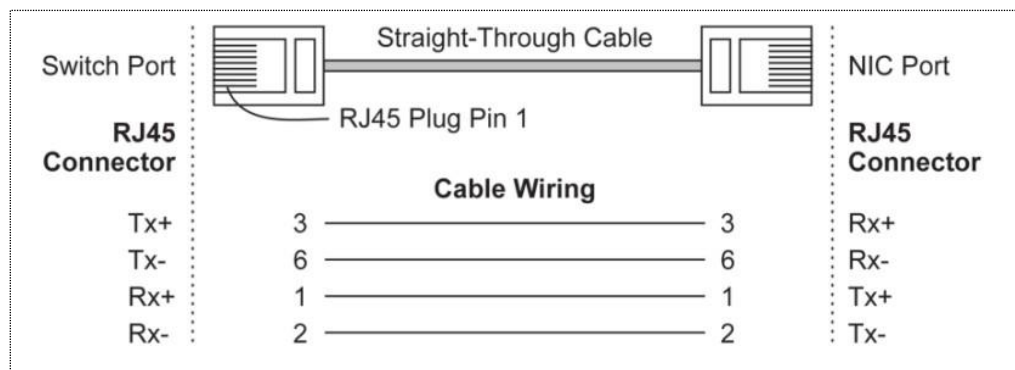 Straight-Through Cable
Switch Port NIC Port
RJ45 Plug Pin 1
RJ45 Connector RJ45 Connector
Cable Wiring
Tx+ 3 3 Rx+
Tx- 6 6 Rx-
Rx+ 1 1 Tx+
Rx- 2 2 Tx-